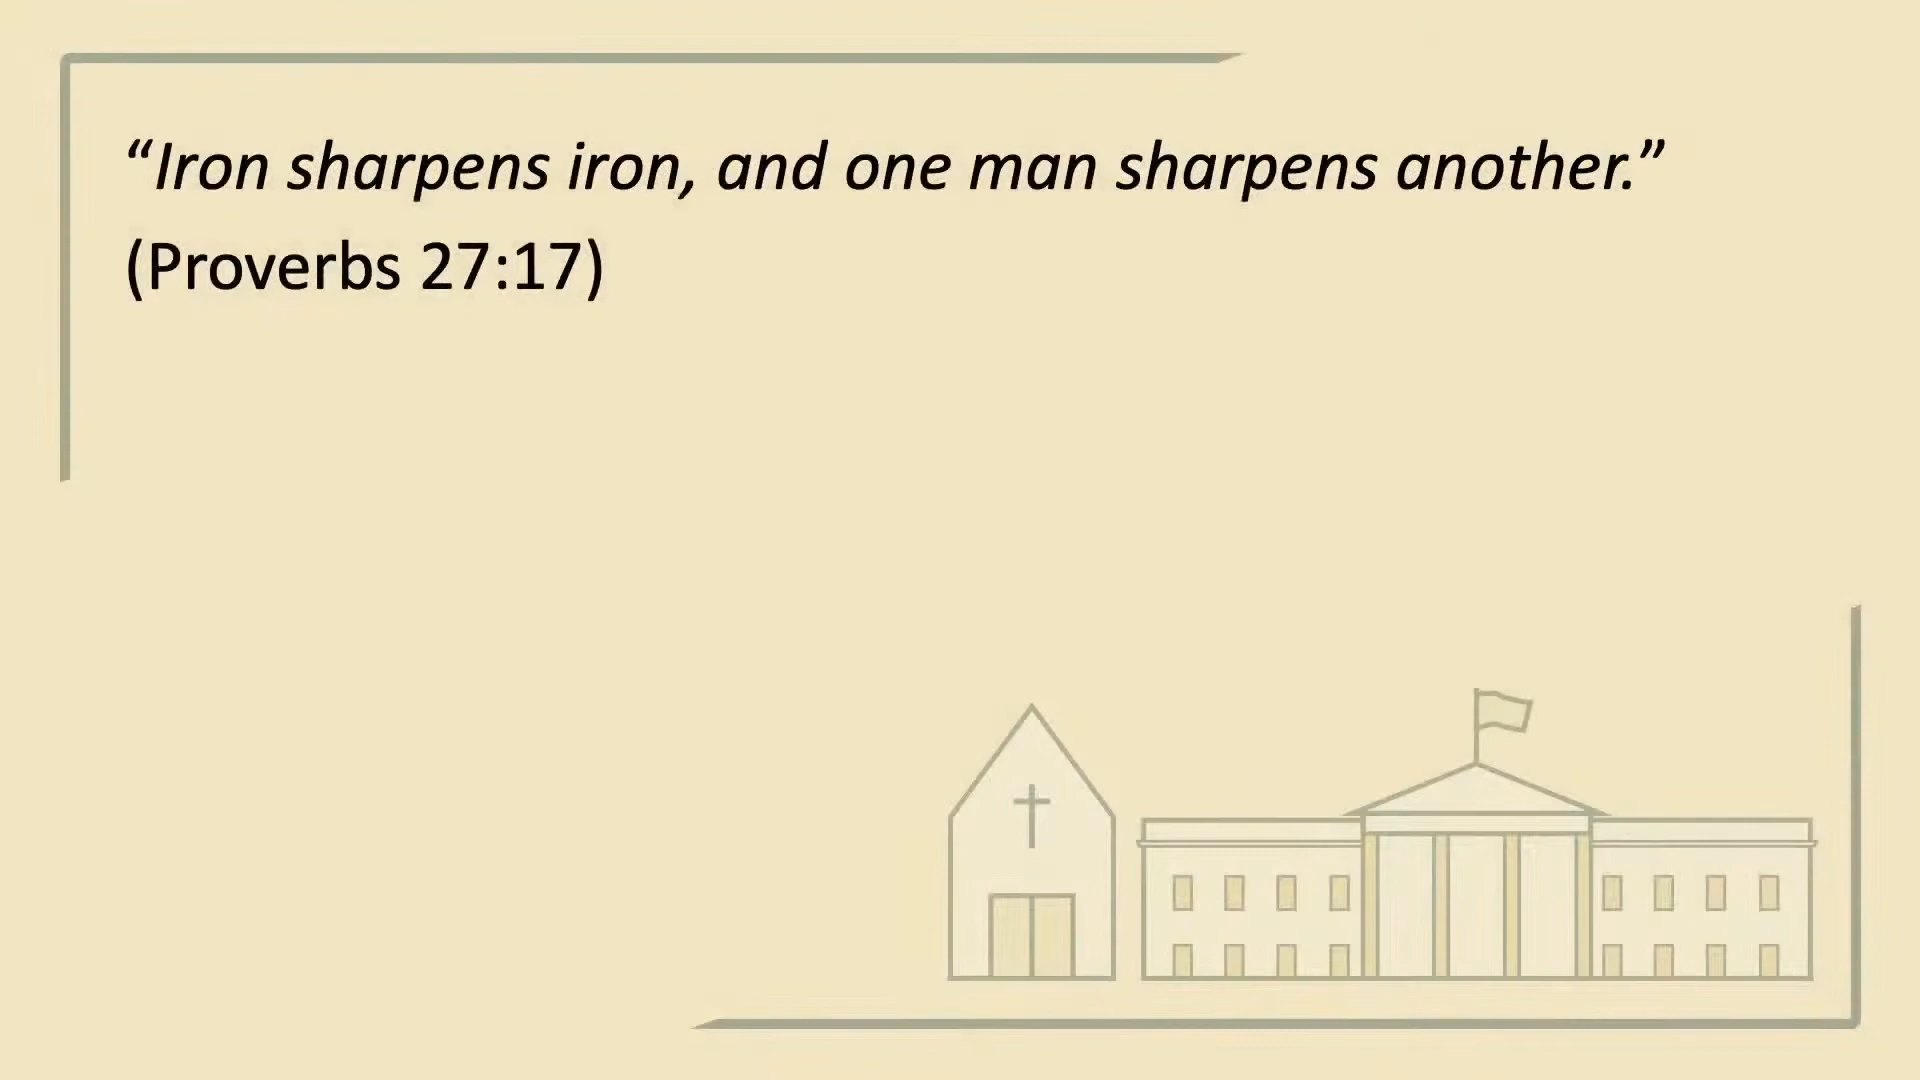 “Iron sharpens iron, and one man sharpens another.”
(Proverbs 27:17)